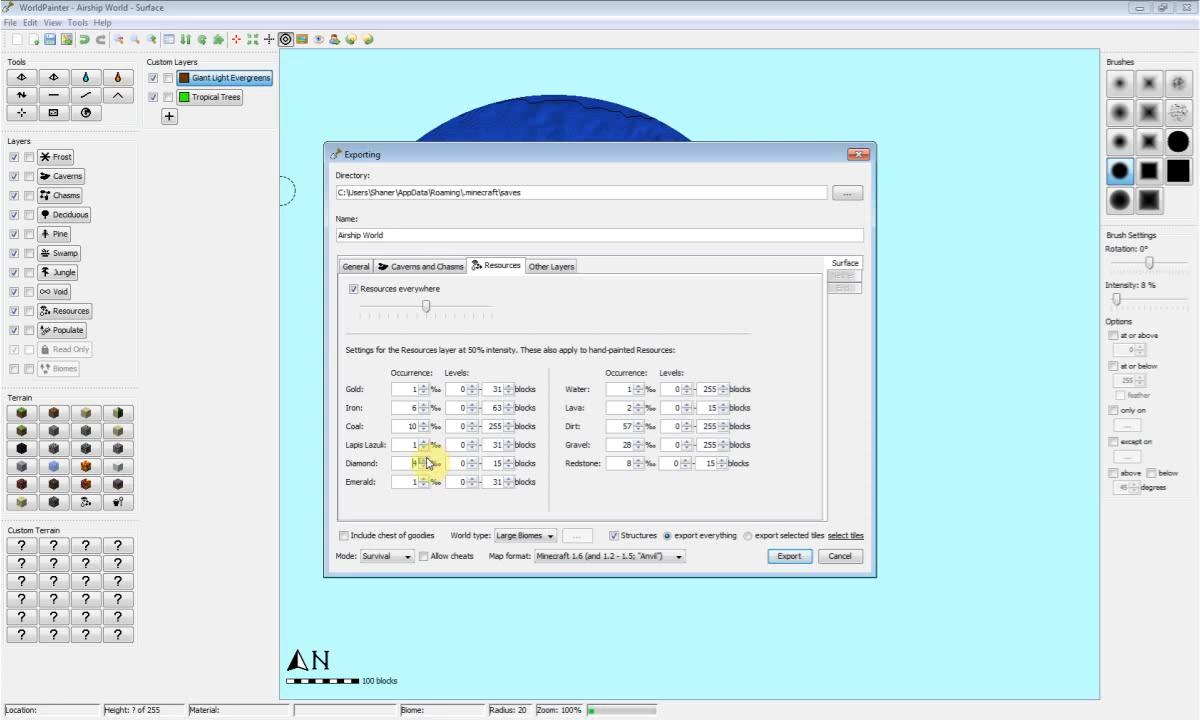 WorldPainter - Airship World - Surface
File Edit View Tools Help
Tools
Custom Layers
Giant Light Evergreens
Tropical Trees
Layers
Frost
Caverns
Chasms
Deciduous
Pine
Swamp
Jungle
Void
Resources
Populate
Read Only
Biomes
Terrain
Custom Terrain
? ? ? ?
? ? ? ?
? ? ? ?
? ? ? ?
? ? ? ?
? ? ? ?
Exporting
Directory:
C:\Users\Shaner\AppData\Roaming\.minecraft\saves
...
Name:
Airship World
General Caverns and Chasms Resources Other Layers
Surface
Resources everywhere
Settings for the Resources layer at 50% intensity. These also apply to hand-painted Resources:
Occurrence: Levels: Occurrence: Levels:
Gold: 1 ‰ 0 - 31 blocks Water: 1 ‰ 0 - 255 blocks
Iron: 6 ‰ 0 - 63 blocks Lava: 2 ‰ 0 - 15 blocks
Coal: 10 ‰ 0 - 255 blocks Dirt: 57 ‰ 0 - 255 blocks
Lapis Lazuli: 1 ‰ 0 - 31 blocks Gravel: 28 ‰ 0 - 255 blocks
Diamond: 4 ‰ 0 - 15 blocks Redstone: 8 ‰ 0 - 15 blocks
Emerald: 1 ‰ 0 - 31 blocks
Include chest of goodies World type: Large Biomes ... Structures export everything export selected tiles select tiles
Mode: Survival Allow cheats Map format: Minecraft 1.6 (and 1.2 - 1.5; "Anvil") Export Cancel
N
100 blocks
Brushes
Brush Settings
Rotation: 0°
Intensity: 8 %
Options
at or above
0
at or below
255
feather
only on
...
except on
...
above below
45 degrees
Location: Height: ? of 255 Material: Biome: Radius: 20 Zoom: 100%